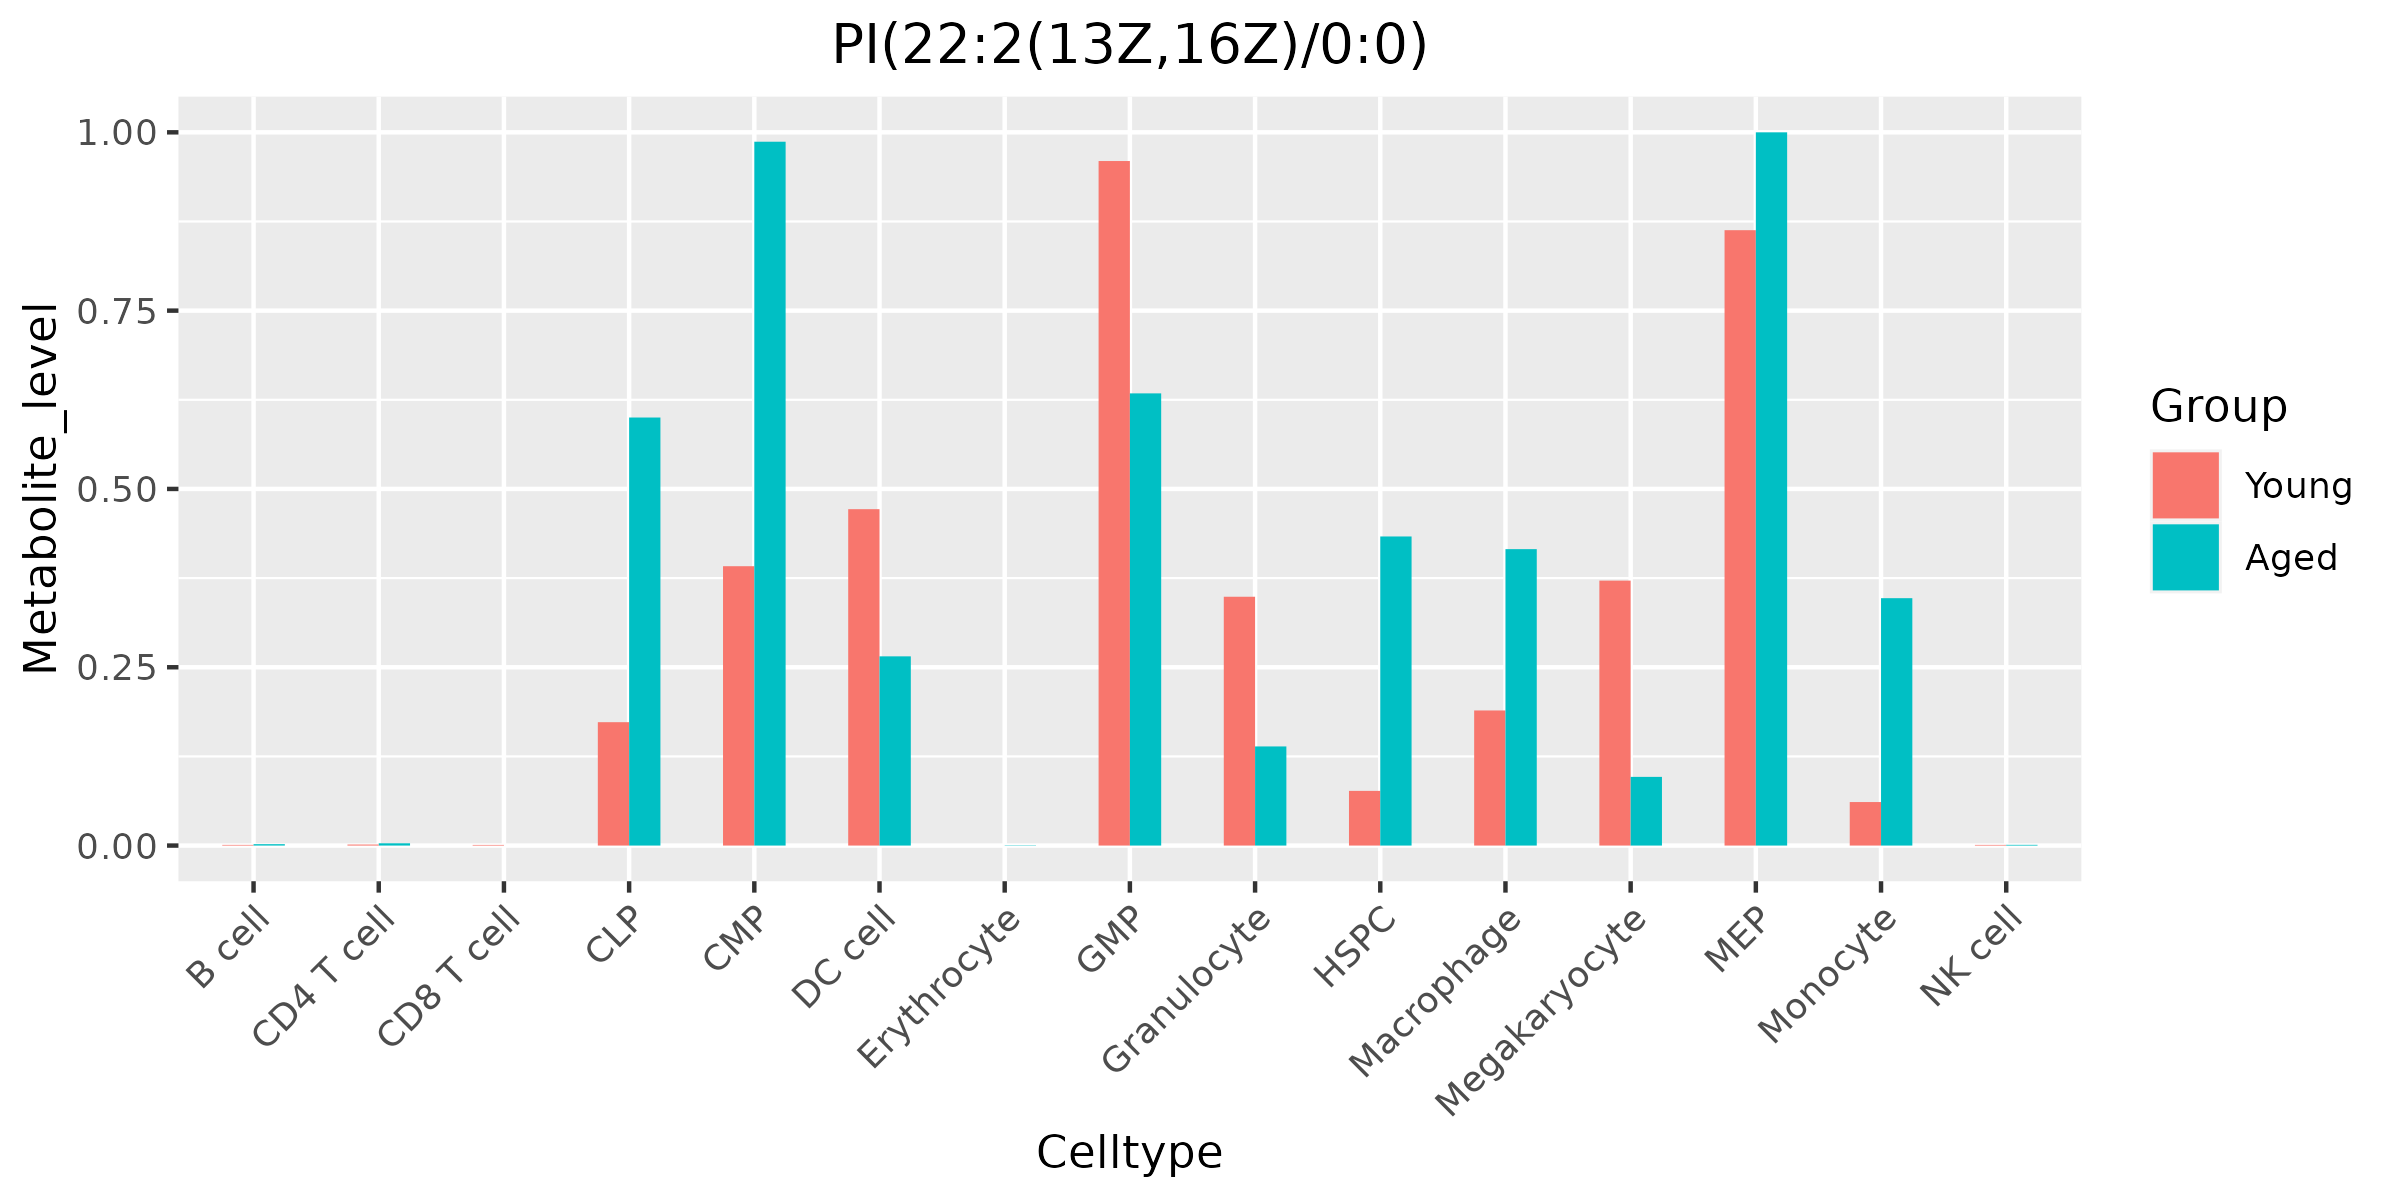 PI(22:2(13Z,16Z)/0:0)
Metabolite_level
1.00
0.75
0.50
0.25
0.00
B cell
CD4 T cell
CD8 T cell
CLP
CMP
DC cell
Erythrocyte
GMP
Granulocyte
HSPC
Macrophage
Megakaryocyte
MEP
Monocyte
NK cell
Celltype
Group
Young
Aged